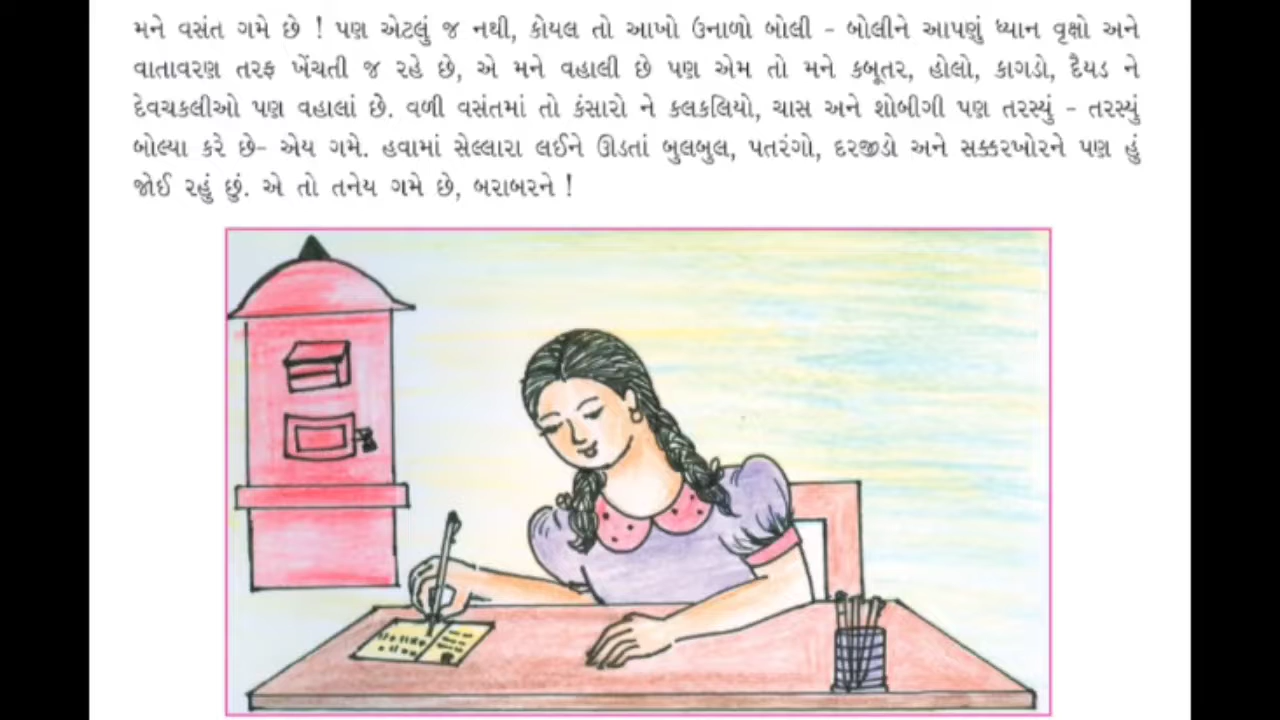 મને વસંત ગમે છે ! પણ એટલું જ નથી, કોયલ તો આખો ઉનાળો બોલી - બોલીને આપણું ધ્યાન વૃક્ષો અને
વાતાવરણ તરફ ખેંચતી જ રહે છે, એ મને વહાલી છે પણ એમ તો મને કબૂતર, હોલો, કાગડો, દૈયડ ને
દેવચકલીઓ પણ વહાલાં છે. વળી વસંતમાં તો કંસારો ને કલકલિયો, ચાસ અને શોબીગી પણ તરસ્યું - તરસ્યું
બોલ્યા કરે છે- એય ગમે. હવામાં સેલ્લારા લઈને ઊડતાં બુલબુલ, પતરંગો, દરજીડો અને સક્કરખોરને પણ હું
જોઈ રહું છું. એ તો તનેય ગમે છે, બરાબરને !